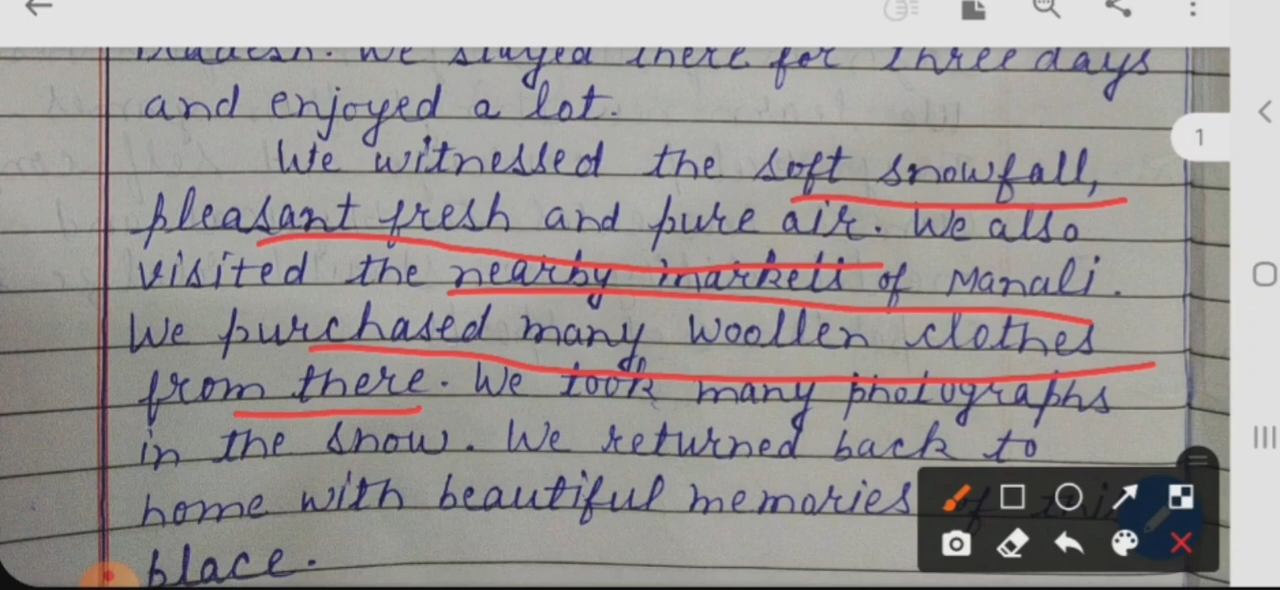 We stayed there for three days
and enjoyed a lot.
We witnessed the soft snowfall,
pleasant fresh and pure air. We also
visited the nearby markets of Manali.
We purchased many woollen clothes
from there. We took many photographs
in the snow. We returned back to
home with beautiful memories
place.
1